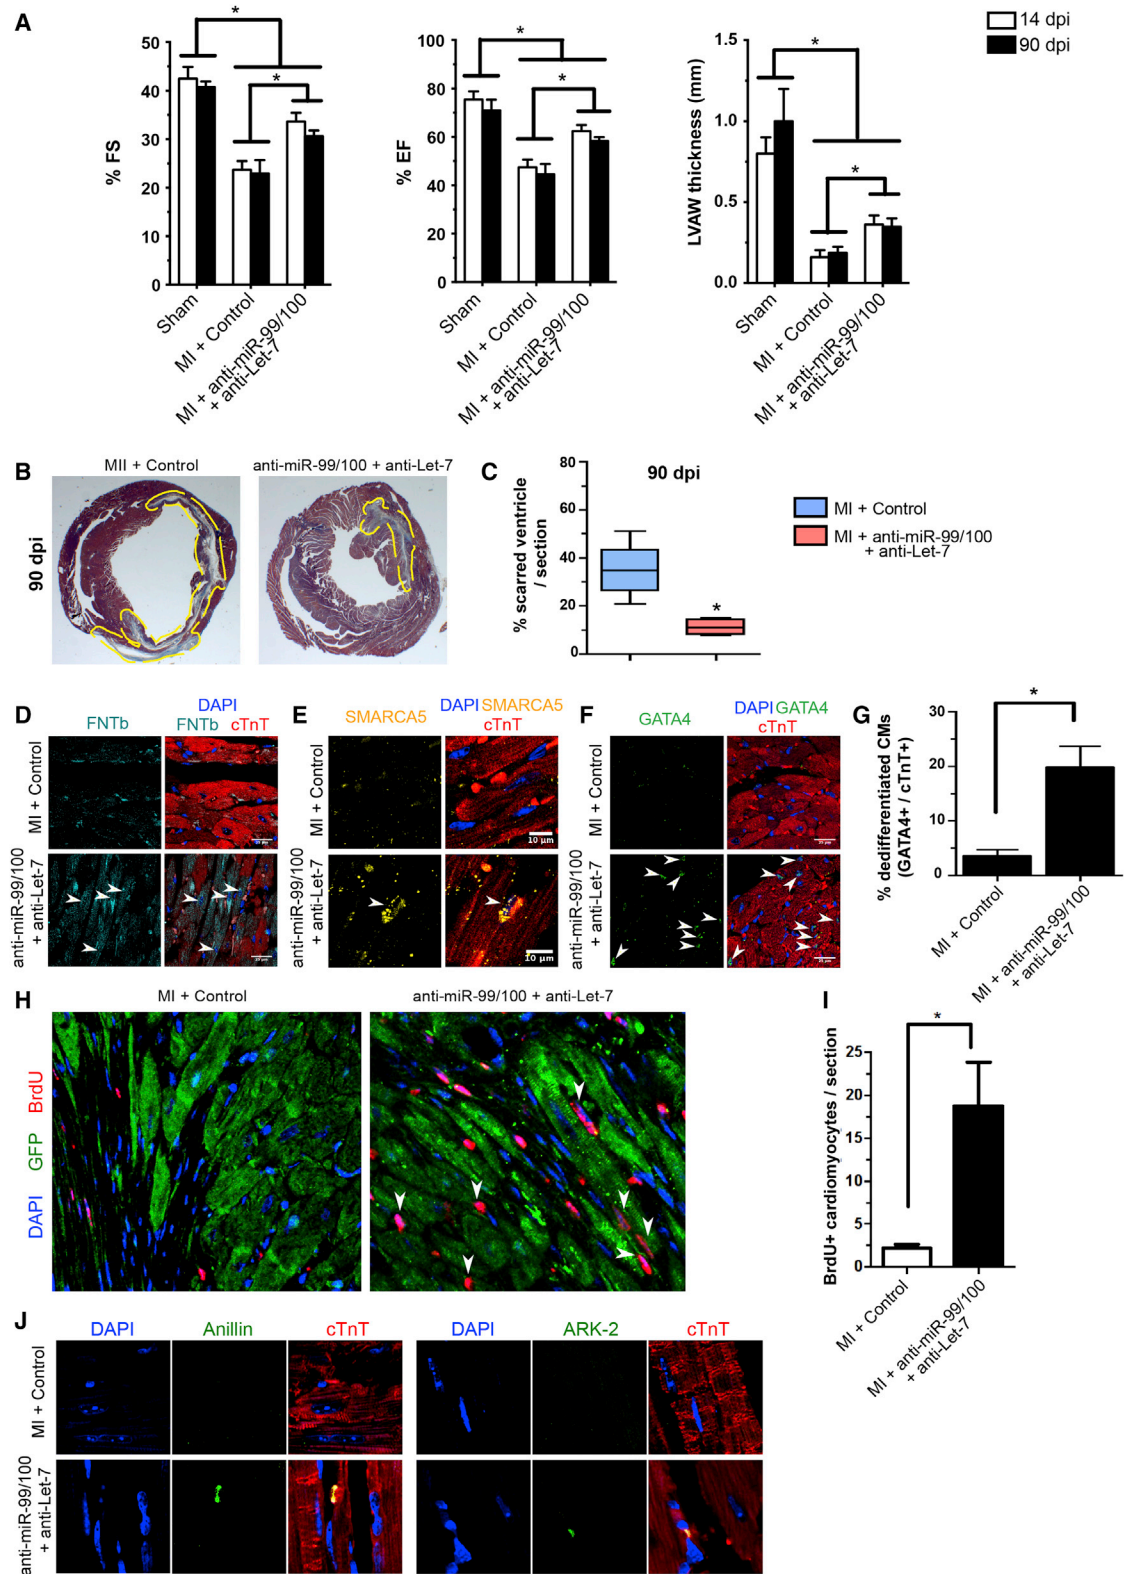 A
14 dpi
90 dpi
% FS
50
40
30
20
10
0
*
*
Sham
MI + Control
MI + anti-miR-99/100
+ anti-Let-7
% EF
100
80
60
40
60
20
0
*
*
Sham
MI + Control
MI + anti-miR-99/100
+ anti-Let-7
LVAW thickness (mm)
1.5
1.0
0.5
0.0
*
*
Sham
MI + Control
MI + anti-miR-99/100
+ anti-Let-7
B
MII + Control
anti-miR-99/100 + anti-Let-7
90 dpi
C
90 dpi
% scarred ventricle
/ section
80
60
40
20
0
*
MI + Control
MI + anti-miR-99/100
+ anti-Let-7
D
FNTb
DAPI
FNTb cTnT
MI + Control
anti-miR-99/100
+ anti-Let-7
25 μm
25 μm
E
SMARCA5
DAPI SMARCA5
cTnT
MI + Control
anti-miR-99/100
+ anti-Let-7
10 μm
10 μm
F
GATA4
DAPI GATA4
cTnT
MI + Control
anti-miR-99/100
+ anti-Let-7
25 μm
25 μm
G
% dedifferentiated CMs
(GATA4+ / cTnT+)
30
20
10
0
*
MI + Control
MI + anti-miR-99/100
+ anti-Let-7
H
MI + Control
anti-miR-99/100 + anti-Let-7
DAPI GFP BrdU
I
BrdU+ cardiomyocytes / section
25
20
15
10
5
0
*
MI + Control
MI + anti-miR-99/100
+ anti-Let-7
J
DAPI
Anillin
cTnT
DAPI
ARK-2
cTnT
MI + Control
anti-miR-99/100
+ anti-Let-7